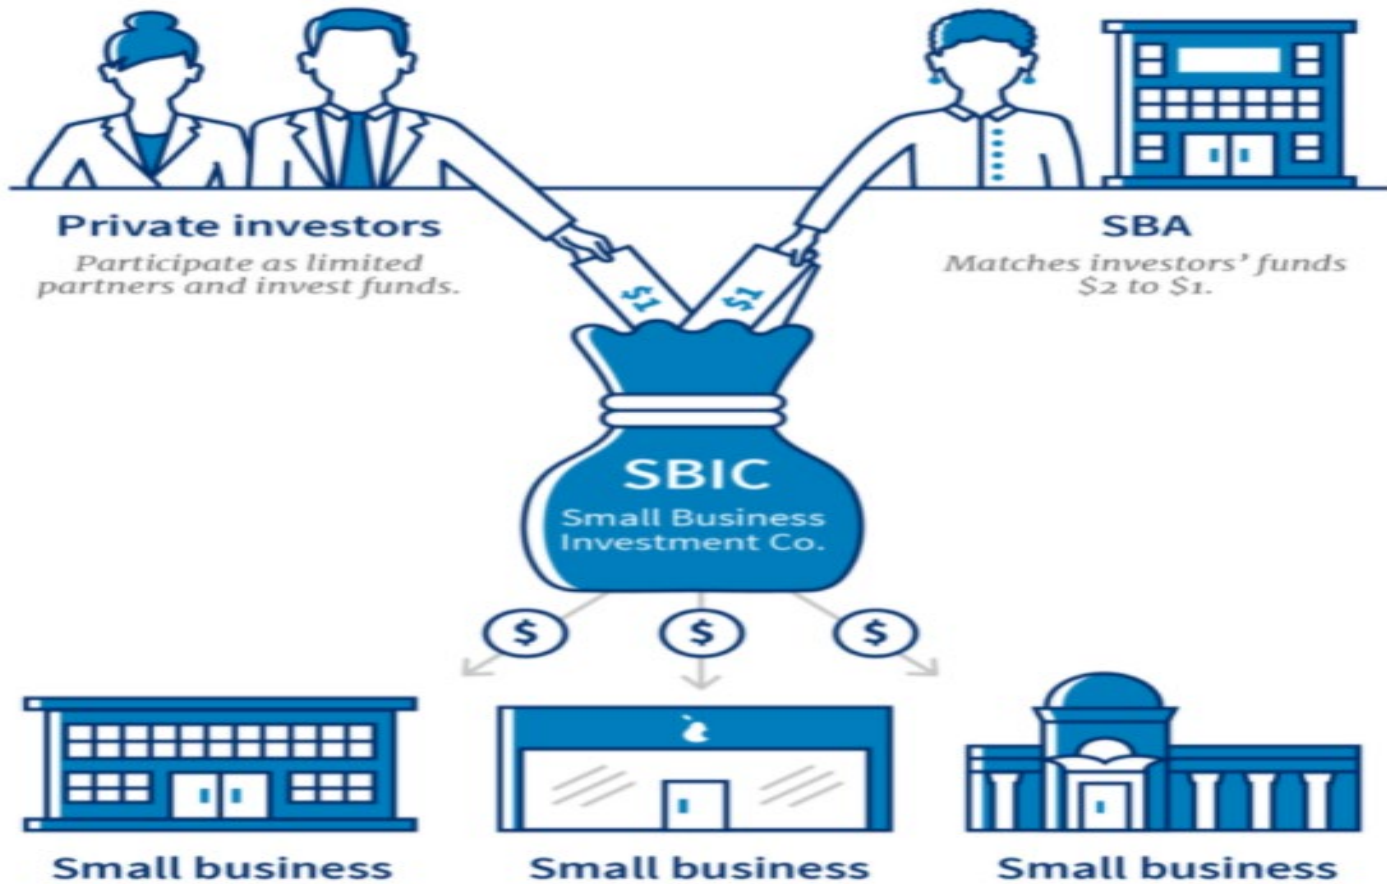 Private investors
Participate as limited
partners and invest funds.
SBA
Matches investors’ funds
$2 to $1.
$1
$1
SBIC
Small Business
Investment Co.
$
$
$
Small business
Small business
Small business